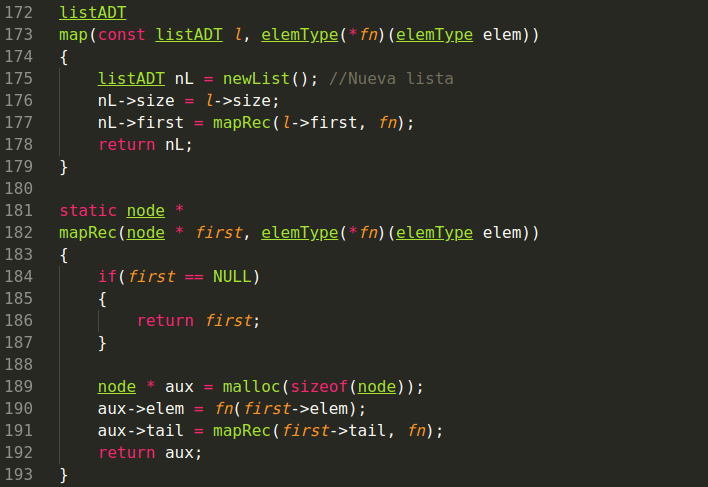 172 listADT
173 map(const listADT l, elemType(*fn)(elemType elem))
174 {
175     listADT nL = newList(); //Nueva lista
176     nL->size = l->size;
177     nL->first = mapRec(l->first, fn);
178     return nL;
179 }
180
181 static node *
182 mapRec(node * first, elemType(*fn)(elemType elem))
183 {
184     if(first == NULL)
185     {
186         return first;
187     }
188
189     node * aux = malloc(sizeof(node));
190     aux->elem = fn(first->elem);
191     aux->tail = mapRec(first->tail, fn);
192     return aux;
193 }